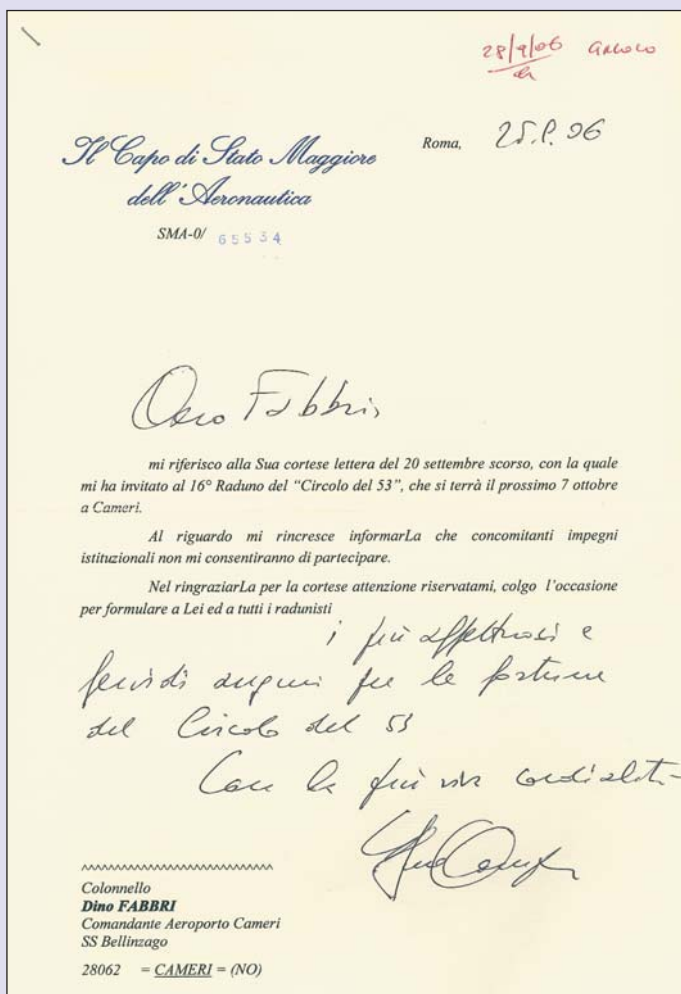 28/9/06 CIRCOLO
Il Capo di Stato Maggiore
dell'Aeronautica
Roma, 25.9.06
SMA-0/ 65534
Caro Fabbri,
mi riferisco alla Sua cortese lettera del 20 settembre scorso, con la quale
mi ha invitato al 16° Raduno del “Circolo del 53”, che si terrà il prossimo 7 ottobre
a Cameri.
Al riguardo mi rincresce informarLa che concomitanti impegni
istituzionali non mi consentiranno di partecipare.
Nel ringraziarLa per la cortese attenzione riservatami, colgo l'occasione
per formulare a Lei ed a tutti i radunisti
i più affettuosi e
fervidi auguri per le fortune
del Circolo del 53
Con la più viva cordialità
^^^^^^^^^^^^^^^^^^^^^^^^^^
Colonnello
Dino FABBRI
Comandante Aeroporto Cameri
SS Bellinzago
28062 = CAMERI = (NO)